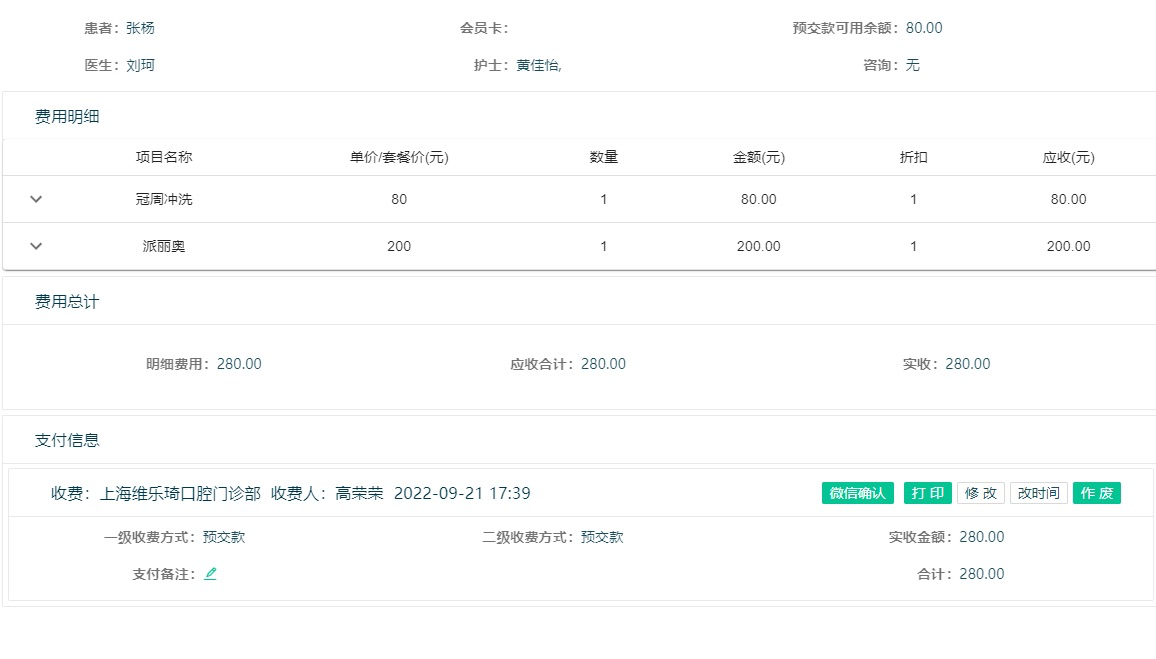 患者：张杨 会员卡： 预交款可用余额：80.00
医生：刘珂 护士：黄佳怡, 咨询：无
费用明细
项目名称 单价/套餐价(元) 数量 金额(元) 折扣 应收(元)
冠周冲洗 80 1 80.00 1 80.00
派丽奥 200 1 200.00 1 200.00
费用总计
明细费用：280.00 应收合计：280.00 实收：280.00
支付信息
收费：上海维乐琦口腔门诊部 收费人：高荣荣 2022-09-21 17:39 微信确认 打 印 修 改 改时间 作 废
一级收费方式：预交款 二级收费方式：预交款 实收金额：280.00
支付备注： 合计：280.00